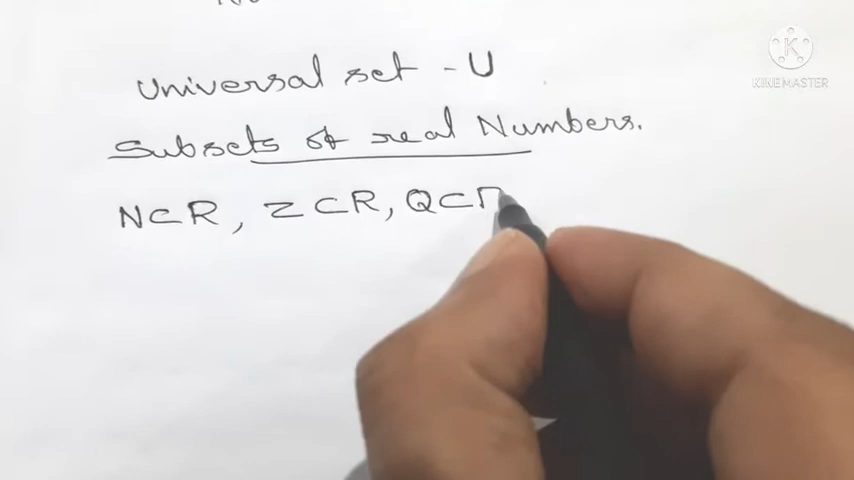 Universal set - U
Subsets of real Numbers.
N⊂R, Z⊂R, Q⊂
KINEMASTER